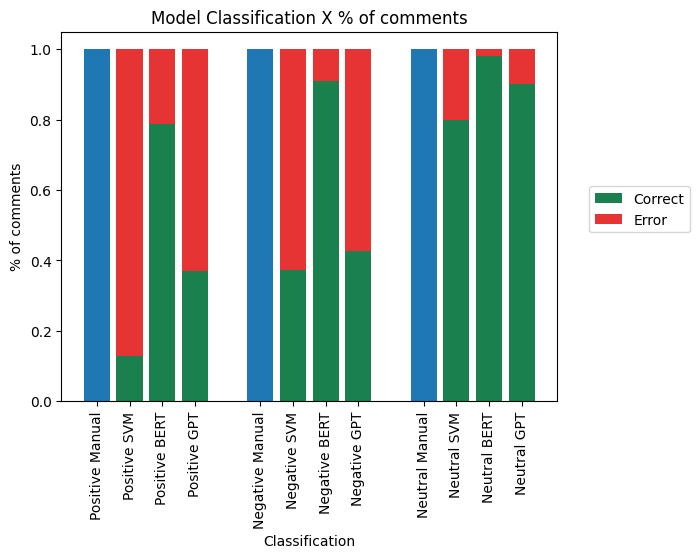 Model Classification X % of comments
1.0
0.8
0.6
0.4
0.2
0.0
% of comments
Positive Manual
Positive SVM
Positive BERT
Positive GPT
Negative Manual
Negative SVM
Negative BERT
Negative GPT
Neutral Manual
Neutral SVM
Neutral BERT
Neutral GPT
Classification
Correct
Error